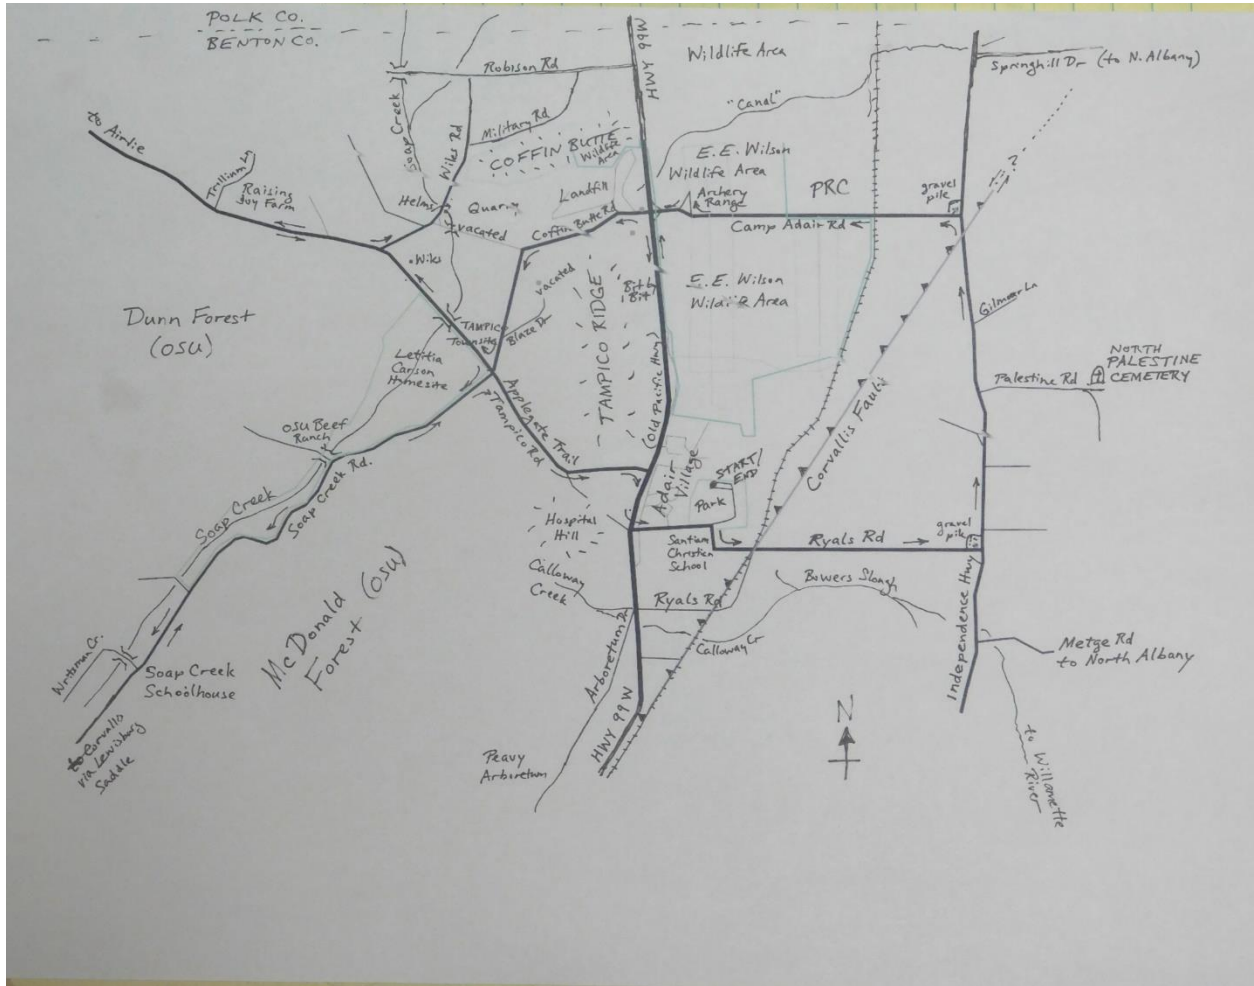 POLK CO.
BENTON CO.
HWY 99W
Wildlife Area
Springhill Dr (to N. Albany)
Robison Rd
"Canal"
to Airlie
Soap Creek
Wiks Rd
Military Rd
COFFIN BUTTE
Wildlife
Area
E. E. Wilson
Wildlife Area
Trillium Ln
Raising
Joy Farm
Helms
Quarry
vacated
Landfill
Coffin Butte Rd
Archery
Range
PRC
gravel
pile
Camp Adair Rd
Wiks
vacated
E. E. Wilson
Wildlife Area
Gilmour Ln
Dunn Forest
(OSU)
TAMPICO
Townsite
Blaze Dr
TAMPICO RIDGE
(Old Pacific Hwy)
Letitia
Carson
Homesite
NORTH
PALESTINE
CEMETERY
Palestine Rd
Applegate Trail
Tampico Rd
OSU Beef
Ranch
Soap Creek Rd.
Corvallis Fault
?
Adair
Village
START/
END
Park
Soap Creek
Hospital
Hill
Santiam
Christian
School
Ryals Rd
gravel
pile
Calloway
Creek
Ryals Rd
Bowers Slough
McDonald (OSU)
Forest
Arboretum
Calloway Cr
Independence Hwy
Metge Rd
to North Albany
Writsman Cr.
Soap Creek
Schoolhouse
HWY 99W
N
to Corvallis
via Lewisburg
Saddle
Peavy
Arboretum
to Willamette
River